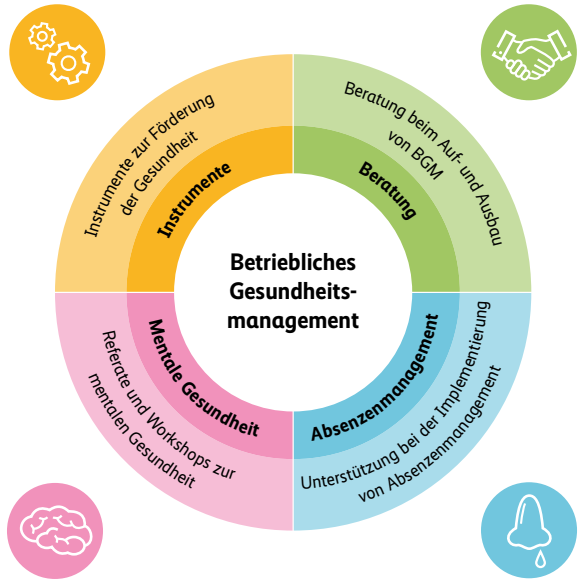 Instrumente zur Förderung
der Gesundheit
Instrumente
Beratung beim Auf- und Ausbau
von BGM
Beratung
Betriebliches
Gesundheits-
management
Mentale Gesundheit
Referate und Workshops zur
mentalen Gesundheit
Absenzenmanagement
Unterstützung bei der Implementierung
von Absenzenmanagement